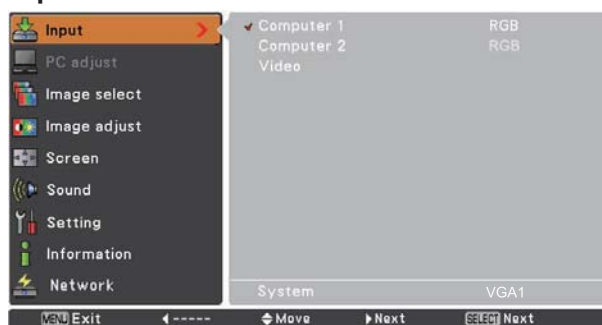 Input
PC adjust
Image select
Image adjust
Screen
Sound
Setting
Information
Network
Computer 1 RGB
Computer 2 RGB
Video
System VGA1
MENU Exit ◀ ----- Move ▶Next SELECT Next